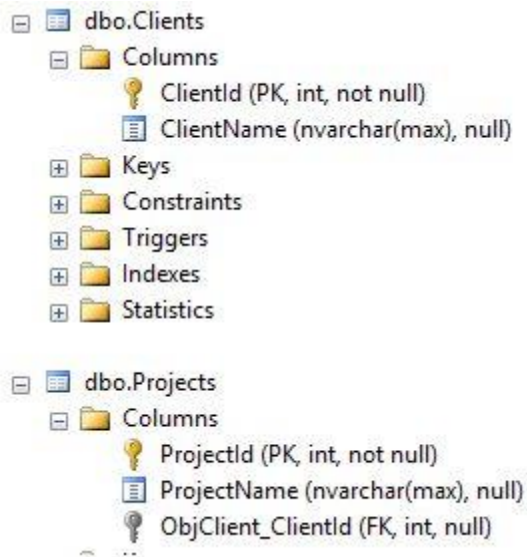 dbo.Clients
Columns
ClientId (PK, int, not null)
ClientName (nvarchar(max), null)
Keys
Constraints
Triggers
Indexes
Statistics
dbo.Projects
Columns
ProjectId (PK, int, not null)
ProjectName (nvarchar(max), null)
ObjClient_ClientId (FK, int, null)